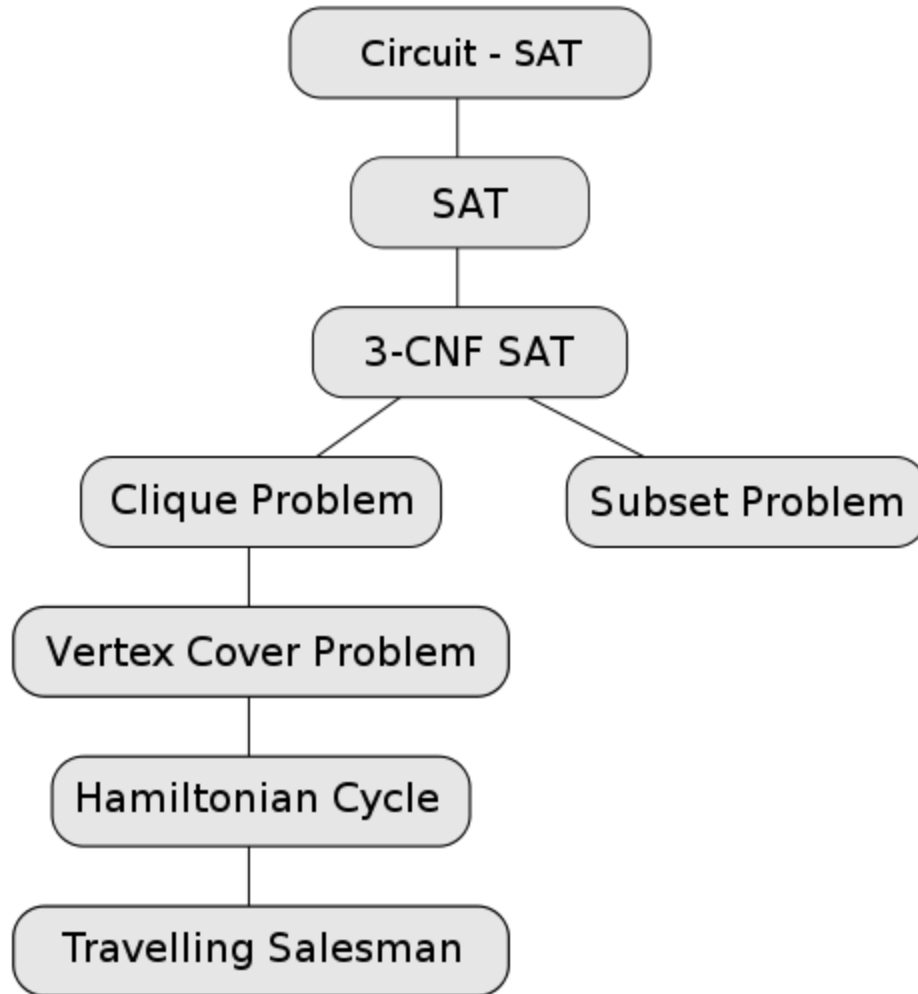 Circuit - SAT
SAT
3-CNF SAT
Clique Problem
Subset Problem
Vertex Cover Problem
Hamiltonian Cycle
Travelling Salesman